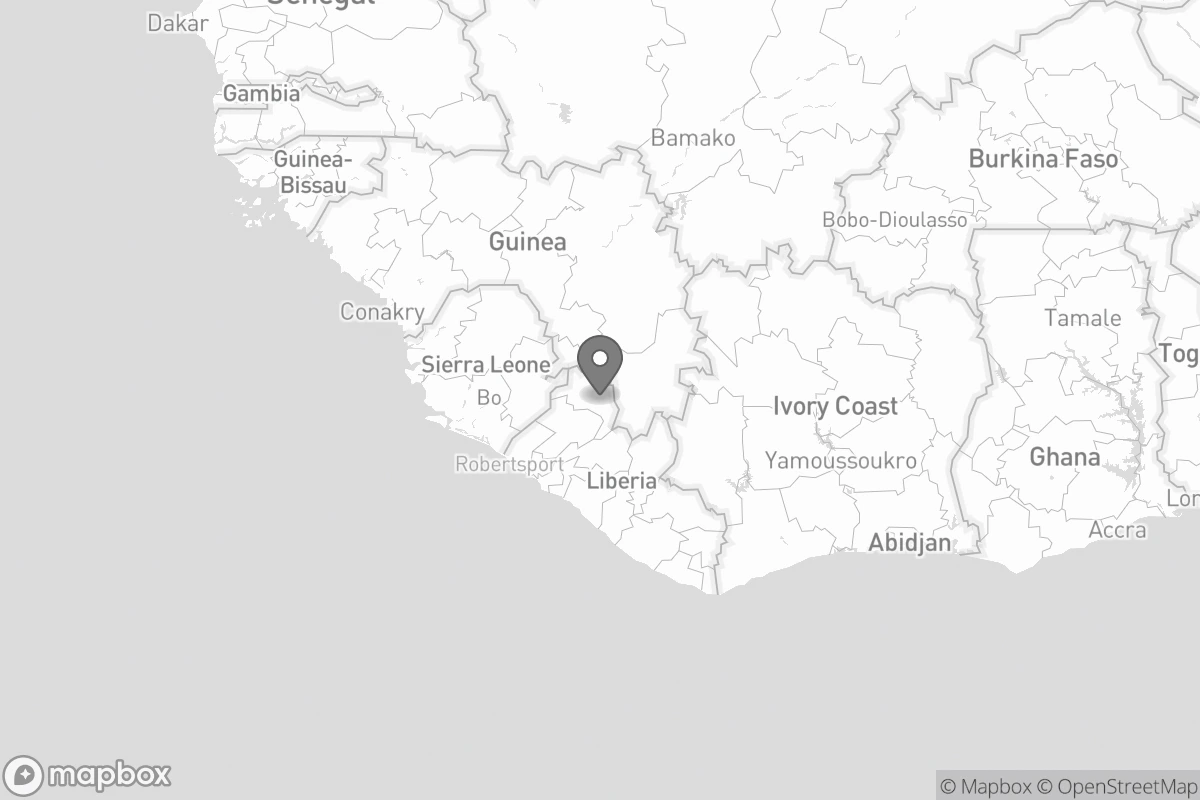 Senegal
Dakar
Gambia
Bamako
Guinea-
Bissau
Burkina Faso
Bobo-Dioulasso
Guinea
Conakry
Tamale
Sierra Leone
Tog
Bo
Ivory Coast
Robertsport
Yamoussoukro
Ghana
Liberia
Lon
Abidjan
Accra
mapbox
© Mapbox © OpenStreetMap